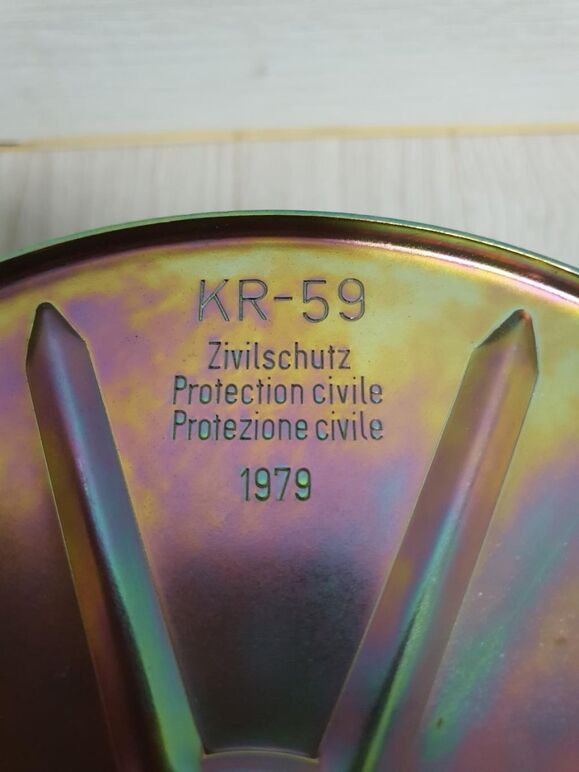 KR-59
Zivilschutz
Protection civile
Protezione civile
1979